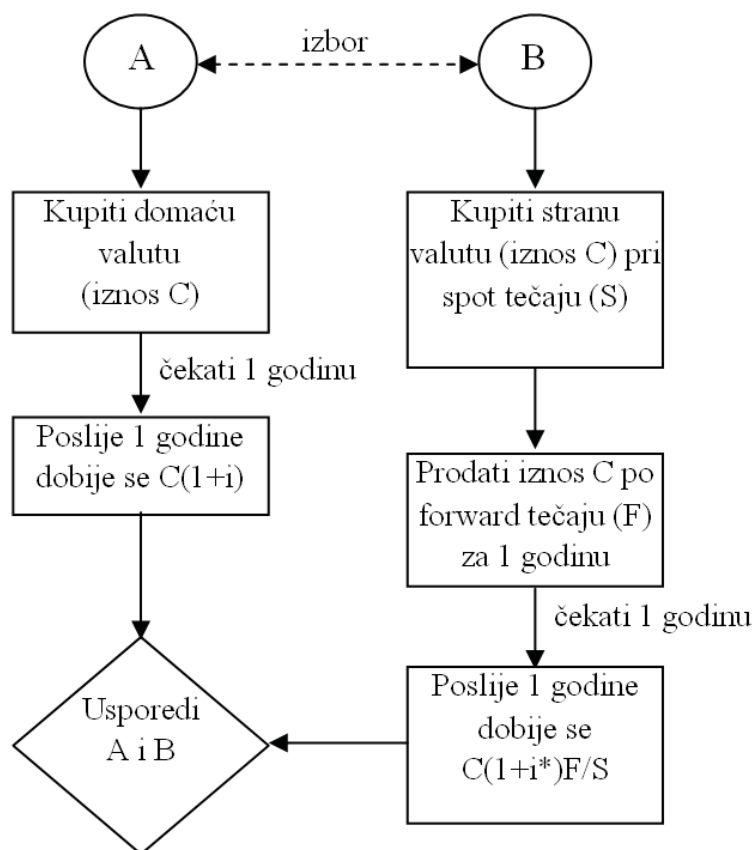 izbor
A
B
Kupiti domaću
valutu
(iznos C)
čekati 1 godinu
Poslije 1 godine
dobije se C(1+i)
Kupiti stranu
valutu (iznos C) pri
spot tečaju (S)
Prodati iznos C po
forward tečaju (F)
za 1 godinu
čekati 1 godinu
Poslije 1 godine
dobije se
C(1+i*)F/S
Usporedi
A i B